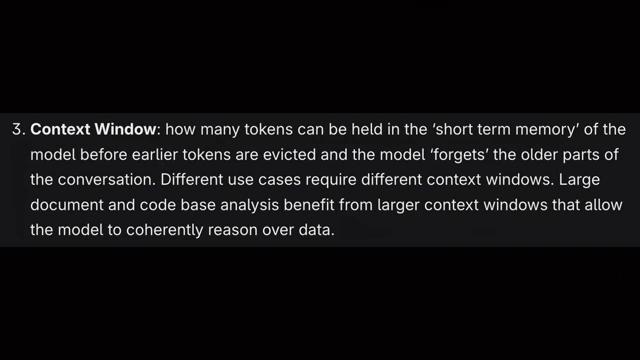 3. Context Window: how many tokens can be held in the ‘short term memory’ of the
model before earlier tokens are evicted and the model ‘forgets’ the older parts of
the conversation. Different use cases require different context windows. Large
document and code base analysis benefit from larger context windows that allow
the model to coherently reason over data.